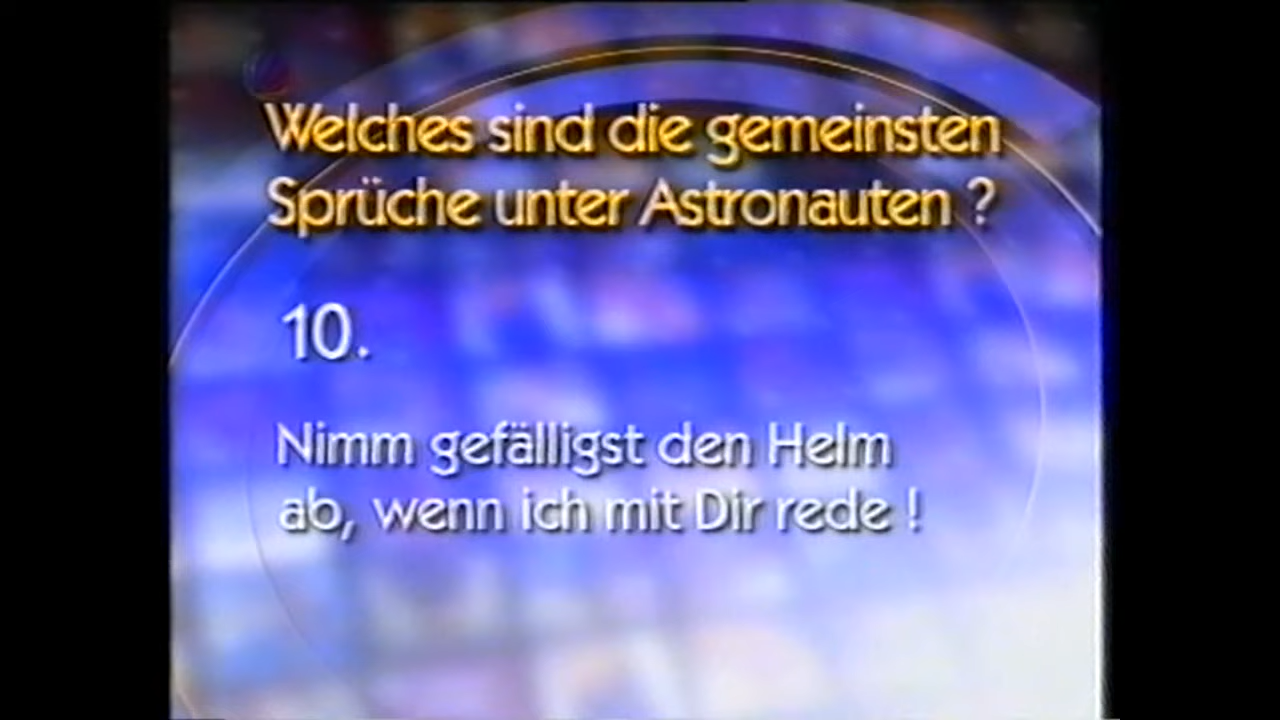 Welches sind die gemeinsten
Sprüche unter Astronauten ?
10.
Nimm gefälligst den Helm
ab, wenn ich mit Dir rede !